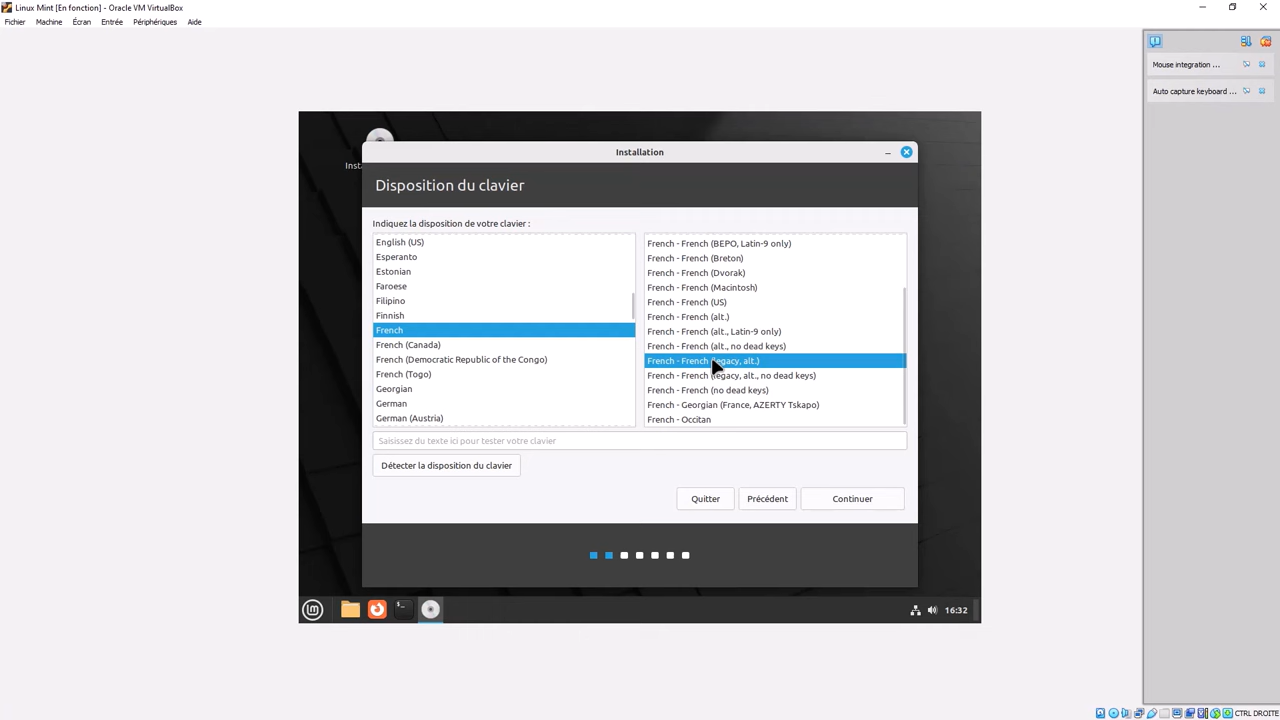 Linux Mint [En fonction] - Oracle VM VirtualBox
Fichier Machine Écran Entrée Périphériques Aide
Mouse integration ...
Auto capture keyboard ...
Insta
Installation
Disposition du clavier
Indiquez la disposition de votre clavier :
English (US)
Esperanto
Estonian
Faroese
Filipino
Finnish
French
French (Canada)
French (Democratic Republic of the Congo)
French (Togo)
Georgian
German
German (Austria)
French - French (BEPO, Latin-9 only)
French - French (Breton)
French - French (Dvorak)
French - French (Macintosh)
French - French (US)
French - French (alt.)
French - French (alt., Latin-9 only)
French - French (alt., no dead keys)
French - French (legacy, alt.)
French - French (legacy, alt., no dead keys)
French - French (no dead keys)
French - Georgian (France, AZERTY Tskapo)
French - Occitan
Saisissez du texte ici pour tester votre clavier
Détecter la disposition du clavier
Quitter Précédent Continuer
16:32
CTRL DROITE